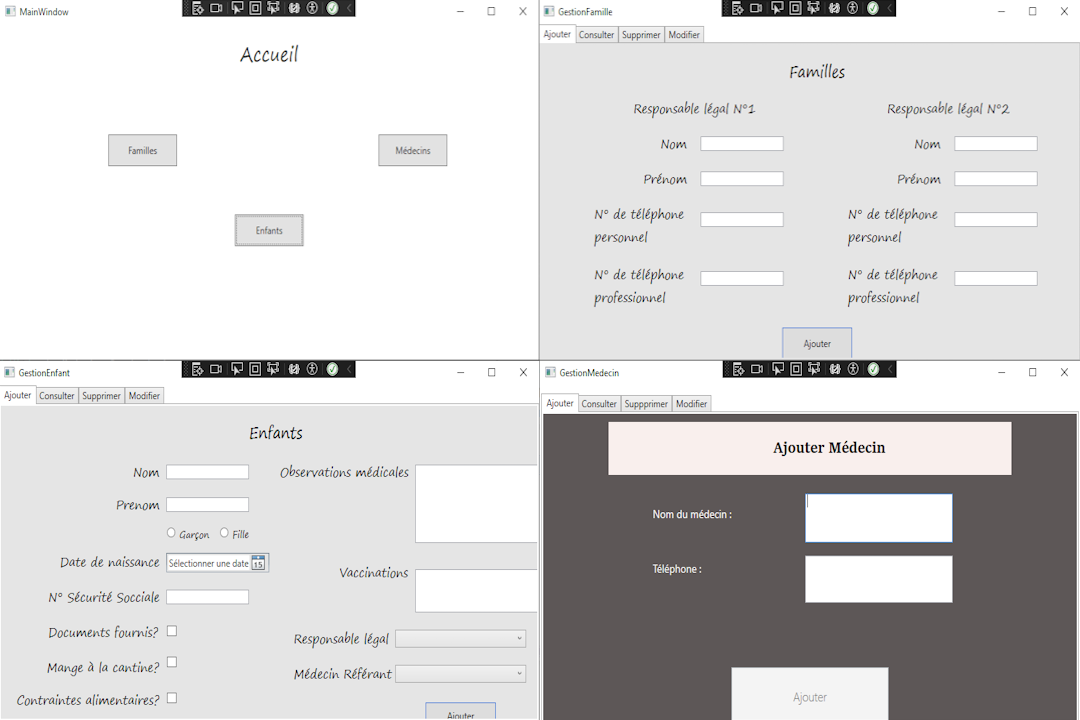 MainWindow
Accueil
Familles
Médecins
Enfants
GestionFamille
Ajouter Consulter Supprimer Modifier
Familles
Responsable légal N°1 Responsable légal N°2
Nom Nom
Prénom Prénom
N° de téléphone N° de téléphone
personnel personnel
N° de téléphone N° de téléphone
professionnel professionnel
Ajouter
GestionEnfant
Ajouter Consulter Supprimer Modifier
Enfants
Nom Observations médicales
Prenom
Garçon Fille
Date de naissance Sélectionner une date 15 Vaccinations
N° Sécurité Socciale
Documents fournis? Responsable légal
Mange à la cantine? Médecin Référant
Contraintes alimentaires?
Ajouter
GestionMedecin
Ajouter Consulter Suppprimer Modifier
Ajouter Médecin
Nom du médecin :
Téléphone :
Ajouter